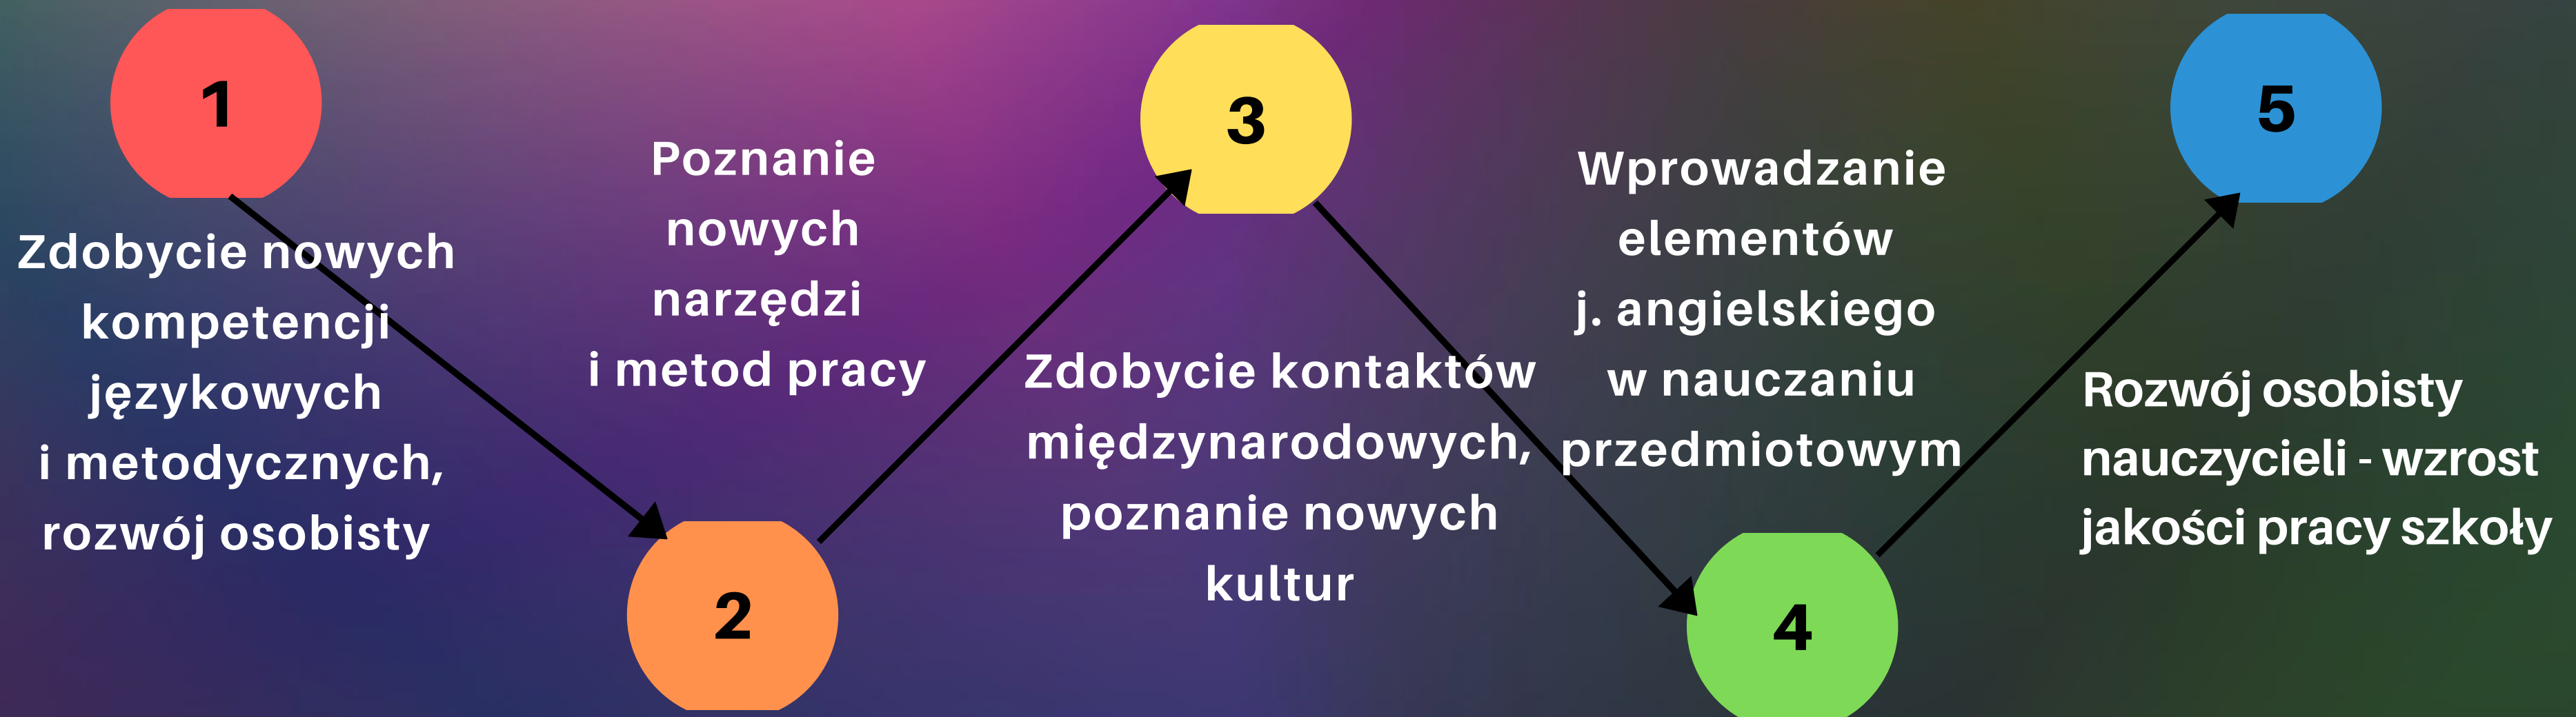 1
Zdobycie nowych
kompetencji
językowych
i metodycznych,
rozwój osobisty
Poznanie
nowych
narzędzi
i metod pracy
2
3
Zdobycie kontaktów
międzynarodowych,
poznanie nowych
kultur
Wprowadzanie
elementów
j. angielskiego
w nauczaniu
przedmiotowym
4
5
Rozwój osobisty
nauczycieli - wzrost
jakości pracy szkoły